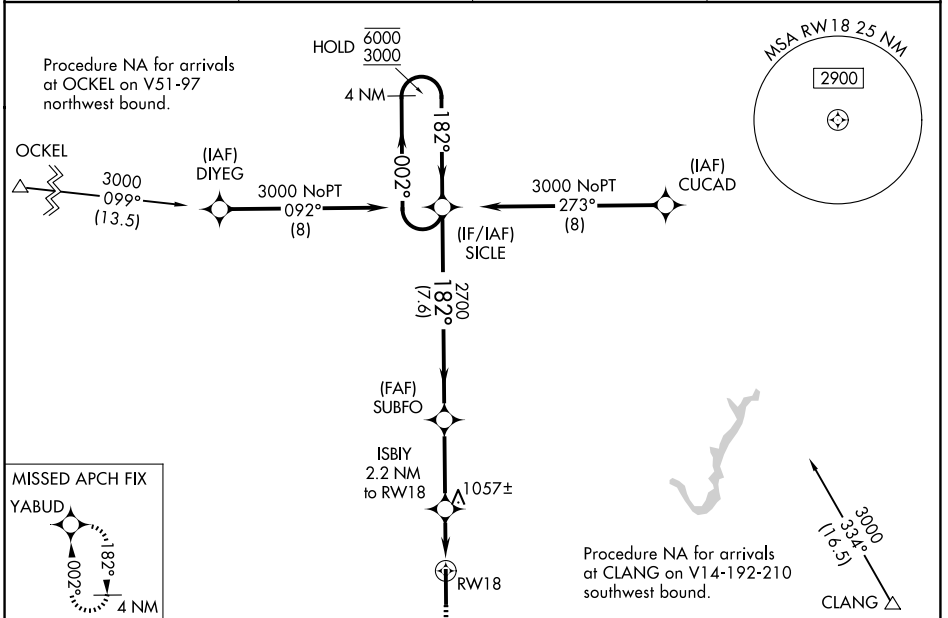 Procedure NA for arrivals
at OCKEL on V51-97
northwest bound.
HOLD
6000
3000
4 NM
182°
002°
MSA RW18 25 NM
2900
OCKEL
3000
099°
(13.5)
(IAF)
DIYEG
3000 NoPT
092°
(8)
(IF/IAF)
SICLE
3000 NoPT
273°
(8)
(IAF)
CUCAD
2700
182°
(7.6)
(FAF)
SUBFO
ISBIY
2.2 NM
to RW18
1057±
RW18
MISSED APCH FIX
YABUD
182°
002°
4 NM
Procedure NA for arrivals
at CLANG on V14-192-210
southwest bound.
3000
334°
(16.5)
CLANG